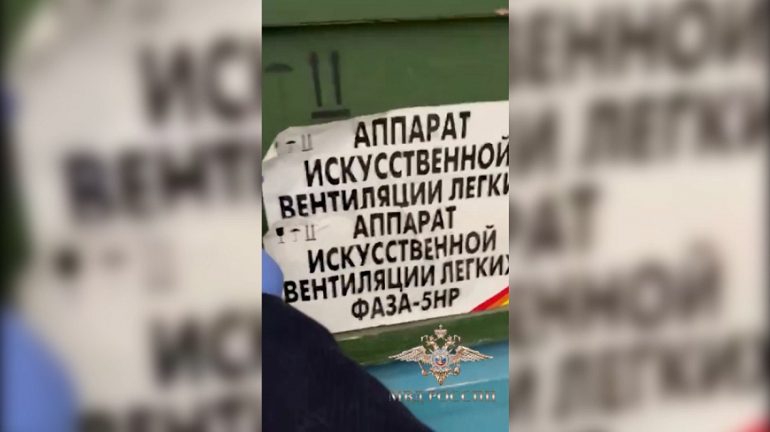 АППАРАТ
ИСКУССТВЕННОЙ
ВЕНТИЛЯЦИИ ЛЕГКИ
АППАРАТ
ИСКУССТВЕННОЙ
ВЕНТИЛЯЦИИ ЛЕГКИХ
ФАЗА-5НР
МВД РОССИИ